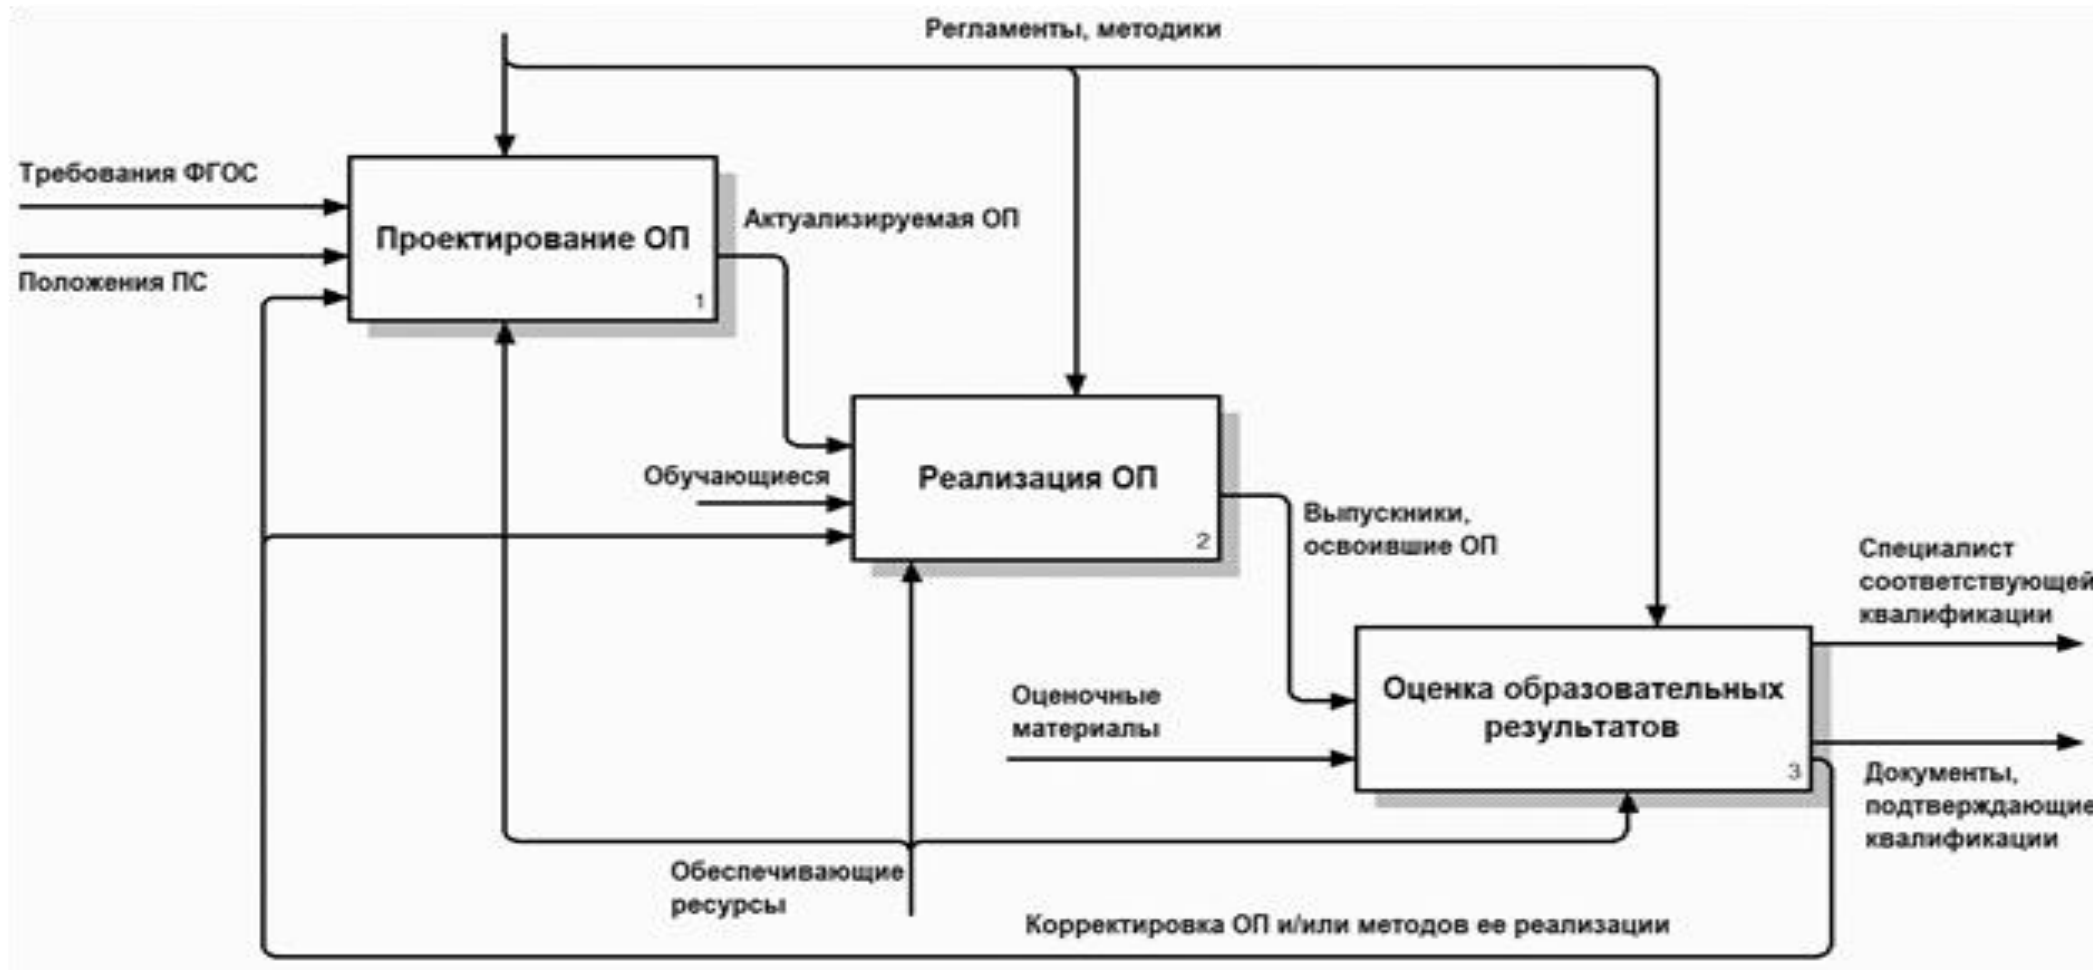 Регламенты, методики
Требования ФГОС
Проектирование ОП
Актуализируемая ОП
Положения ПС
1
Обучающиеся
Реализация ОП
2
Выпускники,
освоившие ОП
Специалист
соответствующей
квалификации
Оценочные
материалы
Оценка образовательных
результатов
3
Документы,
подтверждающие
квалификации
Обеспечивающие
ресурсы
Корректировка ОП и/или методов ее реализации